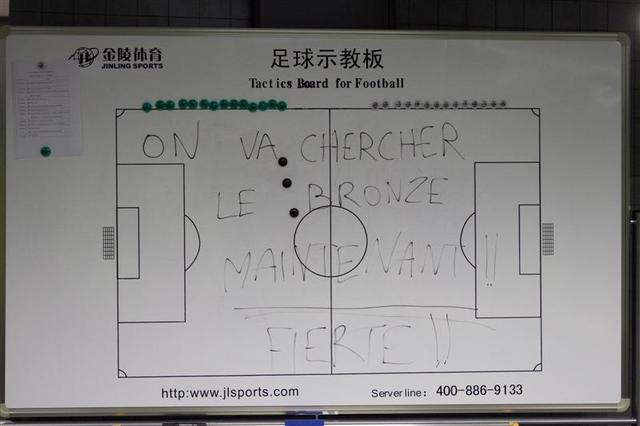 金陵体育
JINLING SPORTS
足球示教板
Tactics Board for Football
ON VA CHERCHER
LE BRONZE
MAINTENANT !!
FIERTE !!
http:www.jlsports.com
Server line： 400-886-9133